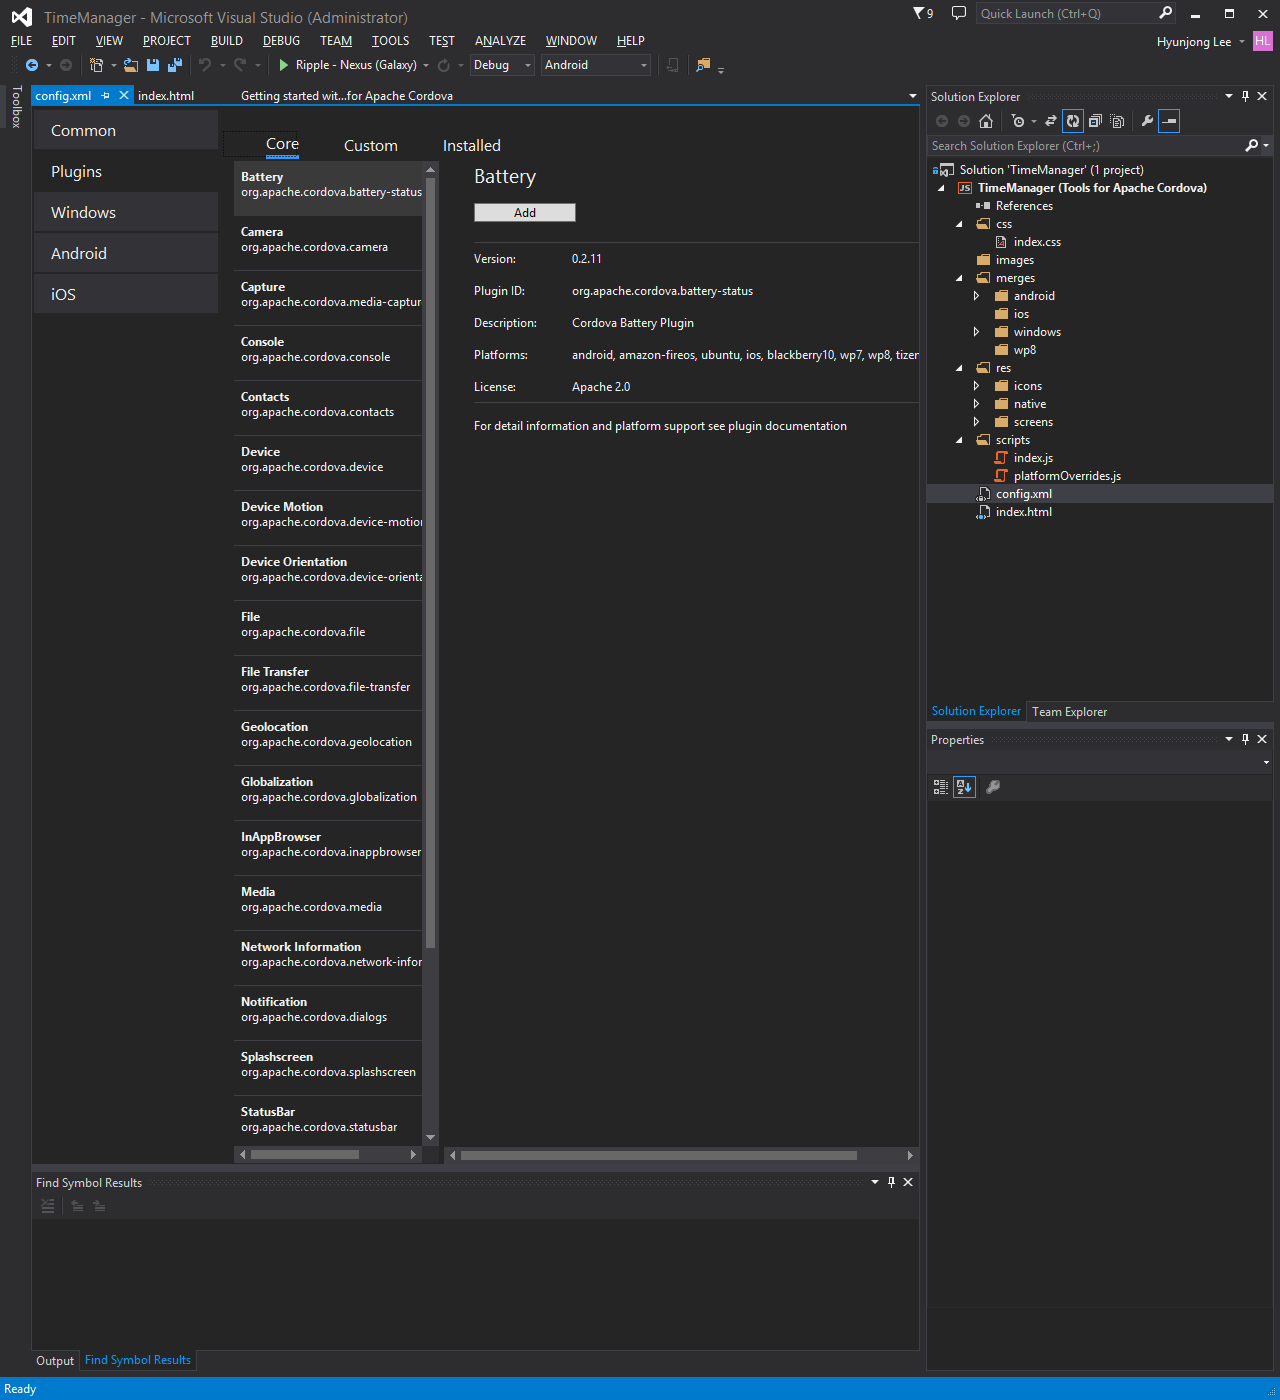 TimeManager - Microsoft Visual Studio (Administrator)
9
Quick Launch (Ctrl+Q)
FILE EDIT VIEW PROJECT BUILD DEBUG TEAM TOOLS TEST ANALYZE WINDOW HELP
Hyunjong Lee HL
Ripple - Nexus (Galaxy) Debug Android
Toolbox
config.xml index.html Getting started wit...for Apache Cordova
Common
Plugins
Windows
Android
iOS
Core Custom Installed
Battery
org.apache.cordova.battery-status
Camera
org.apache.cordova.camera
Capture
org.apache.cordova.media-captur
Console
org.apache.cordova.console
Contacts
org.apache.cordova.contacts
Device
org.apache.cordova.device
Device Motion
org.apache.cordova.device-motion
Device Orientation
org.apache.cordova.device-orienta
File
org.apache.cordova.file
File Transfer
org.apache.cordova.file-transfer
Geolocation
org.apache.cordova.geolocation
Globalization
org.apache.cordova.globalization
InAppBrowser
org.apache.cordova.inappbrowser
Media
org.apache.cordova.media
Network Information
org.apache.cordova.network-infor
Notification
org.apache.cordova.dialogs
Splashscreen
org.apache.cordova.splashscreen
StatusBar
org.apache.cordova.statusbar
Battery
Add
Version: 0.2.11
Plugin ID: org.apache.cordova.battery-status
Description: Cordova Battery Plugin
Platforms: android, amazon-fireos, ubuntu, ios, blackberry10, wp7, wp8, tizen
License: Apache 2.0
For detail information and platform support see plugin documentation
Solution Explorer
Search Solution Explorer (Ctrl+;)
Solution 'TimeManager' (1 project)
JS TimeManager (Tools for Apache Cordova)
References
css
index.css
images
merges
android
ios
windows
wp8
res
icons
native
screens
scripts
index.js
platformOverrides.js
config.xml
index.html
Solution Explorer Team Explorer
Properties
Find Symbol Results
Output Find Symbol Results
Ready